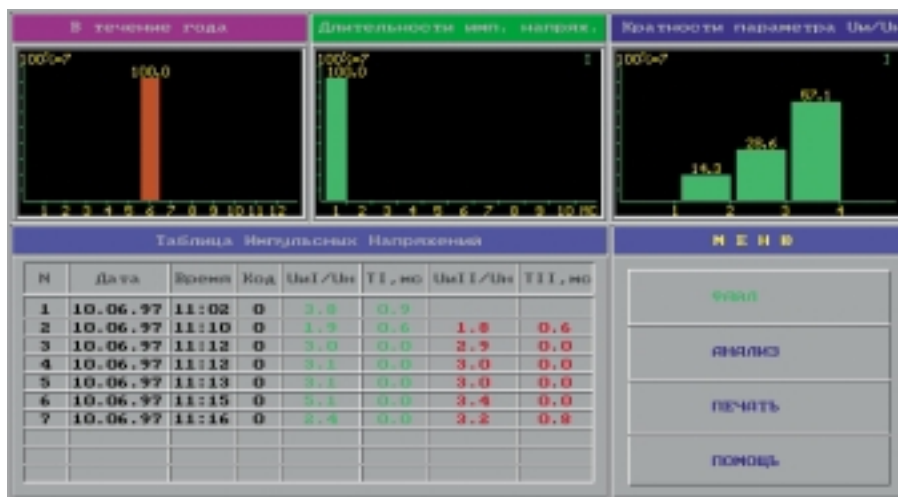 В течение года
Длительности имп. напряж.
Кратности параметра Uм/Uн
100%=7
100.0
1 2 3 4 5 6 7 8 9 10 11 12
100%=7 I
100.0
1 2 3 4 5 6 7 8 9 10 МС
100%=7 I
14.3 28.6 57.1
1 2 3 4
Таблица Импульсных Напряжений
N Дата Время Код UмI/Uн TI,мс UмII/Uн TII,мс
1 10.06.97 11:02 0 3.8 0.9
2 10.06.97 11:10 0 1.9 0.6 1.8 0.6
3 10.06.97 11:12 0 3.0 0.0 2.9 0.0
4 10.06.97 11:12 0 3.1 0.0 3.0 0.0
5 10.06.97 11:13 0 3.1 0.0 3.0 0.0
6 10.06.97 11:15 0 5.1 0.0 3.4 0.0
7 10.06.97 11:16 0 2.4 0.0 3.2 0.8
М Е Н Ю
ФАЙЛ
АНАЛИЗ
ПЕЧАТЬ
ПОМОЩЬ